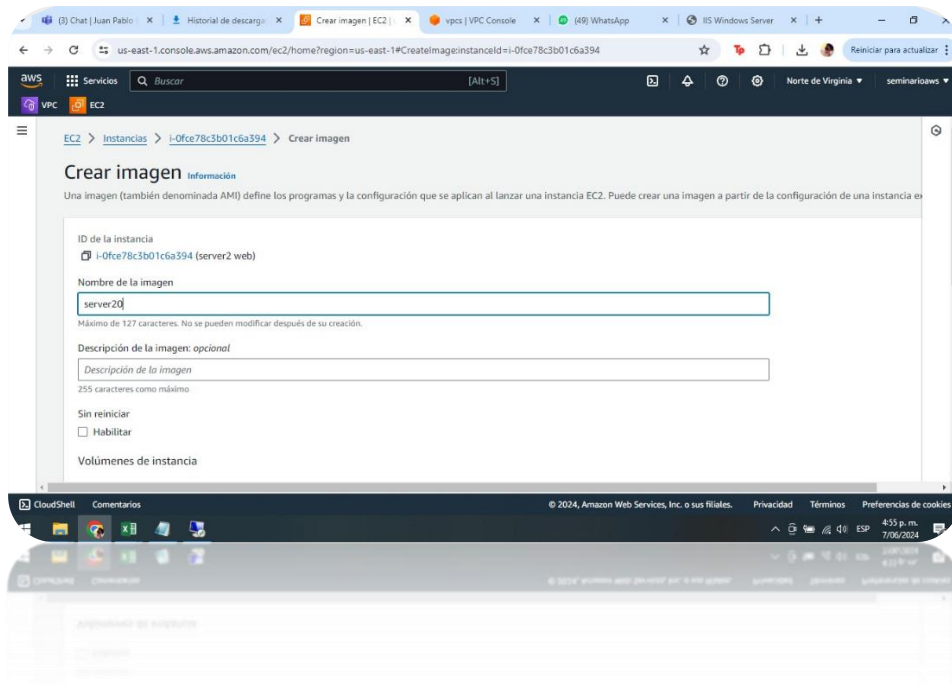 (3) Chat | Juan Pablo
Historial de descarga
Crear imagen | EC2 |
vpcs | VPC Console
(49) WhatsApp
IIS Windows Server
us-east-1.console.aws.amazon.com/ec2/home?region=us-east-1#CreateImage:instanceId=i-0fce78c3b01c6a394
Reiniciar para actualizar
aws
Servicios
Buscar
[Alt+S]
Norte de Virginia
seminarioaws
VPC
EC2
EC2 > Instancias > i-0fce78c3b01c6a394 > Crear imagen
Crear imagen Información
Una imagen (también denominada AMI) define los programas y la configuración que se aplican al lanzar una instancia EC2. Puede crear una imagen a partir de la configuración de una instancia
ID de la instancia
i-0fce78c3b01c6a394 (server2 web)
Nombre de la imagen
server20
Máximo de 127 caracteres. No se pueden modificar después de su creación.
Descripción de la imagen: opcional
Descripción de la imagen
255 caracteres como máximo
Sin reiniciar
Habilitar
Volúmenes de instancia
CloudShell
Comentarios
© 2024, Amazon Web Services, Inc. o sus filiales.
Privacidad
Términos
Preferencias de cookies
ESP
4:55 p. m.
7/06/2024